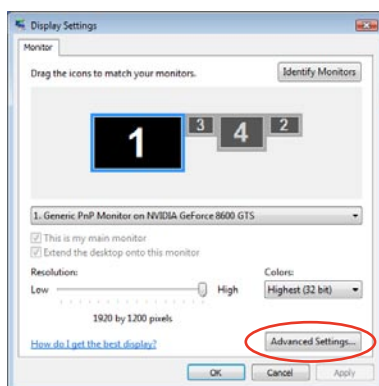 Display Settings
Monitor
Drag the icons to match your monitors.
Identify Monitors
1
3
4
2
1. Generic PnP Monitor on NVIDIA GeForce 8600 GTS
This is my main monitor
Extend the desktop onto this monitor
Resolution:
Colors:
Low
High
Highest (32 bit)
1920 by 1200 pixels
How do I get the best display?
Advanced Settings...
OK
Cancel
Apply